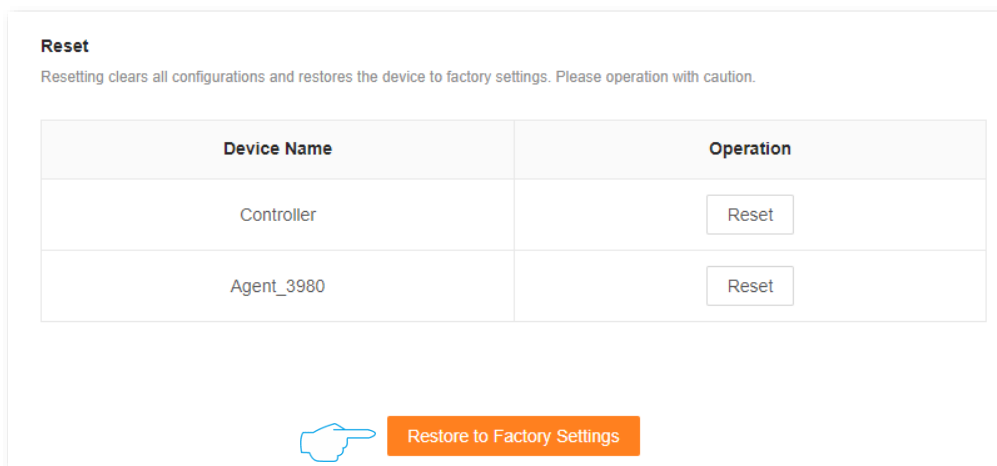 Reset
Resetting clears all configurations and restores the device to factory settings. Please operation with caution.
Device Name Operation
Controller Reset
Agent_3980 Reset
Restore to Factory Settings